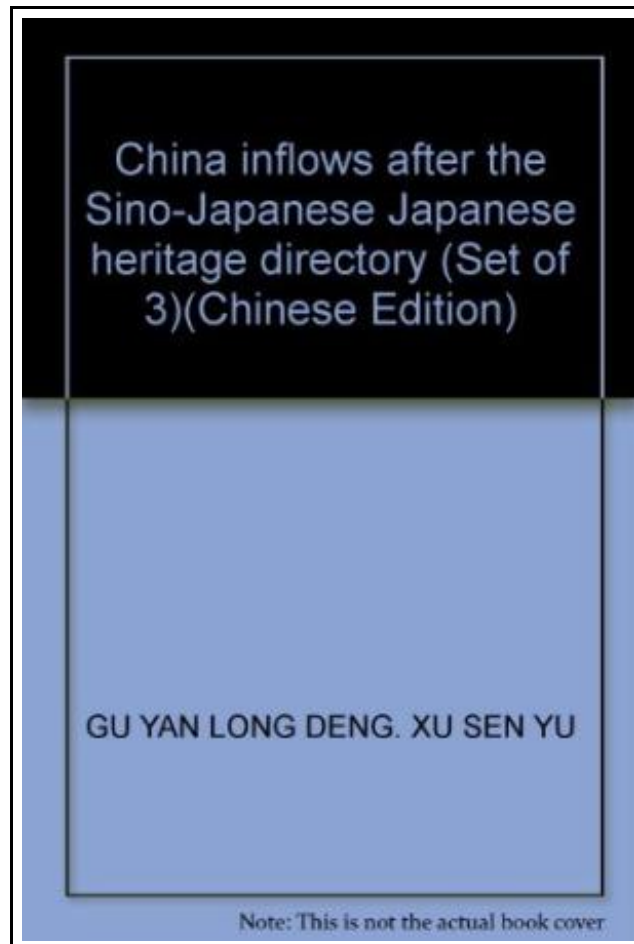 China inflows after the
Sino-Japanese Japanese
heritage directory (Set of
3)(Chinese Edition)
GU YAN LONG DENG. XU SEN YU
Note: This is not the actual book cover